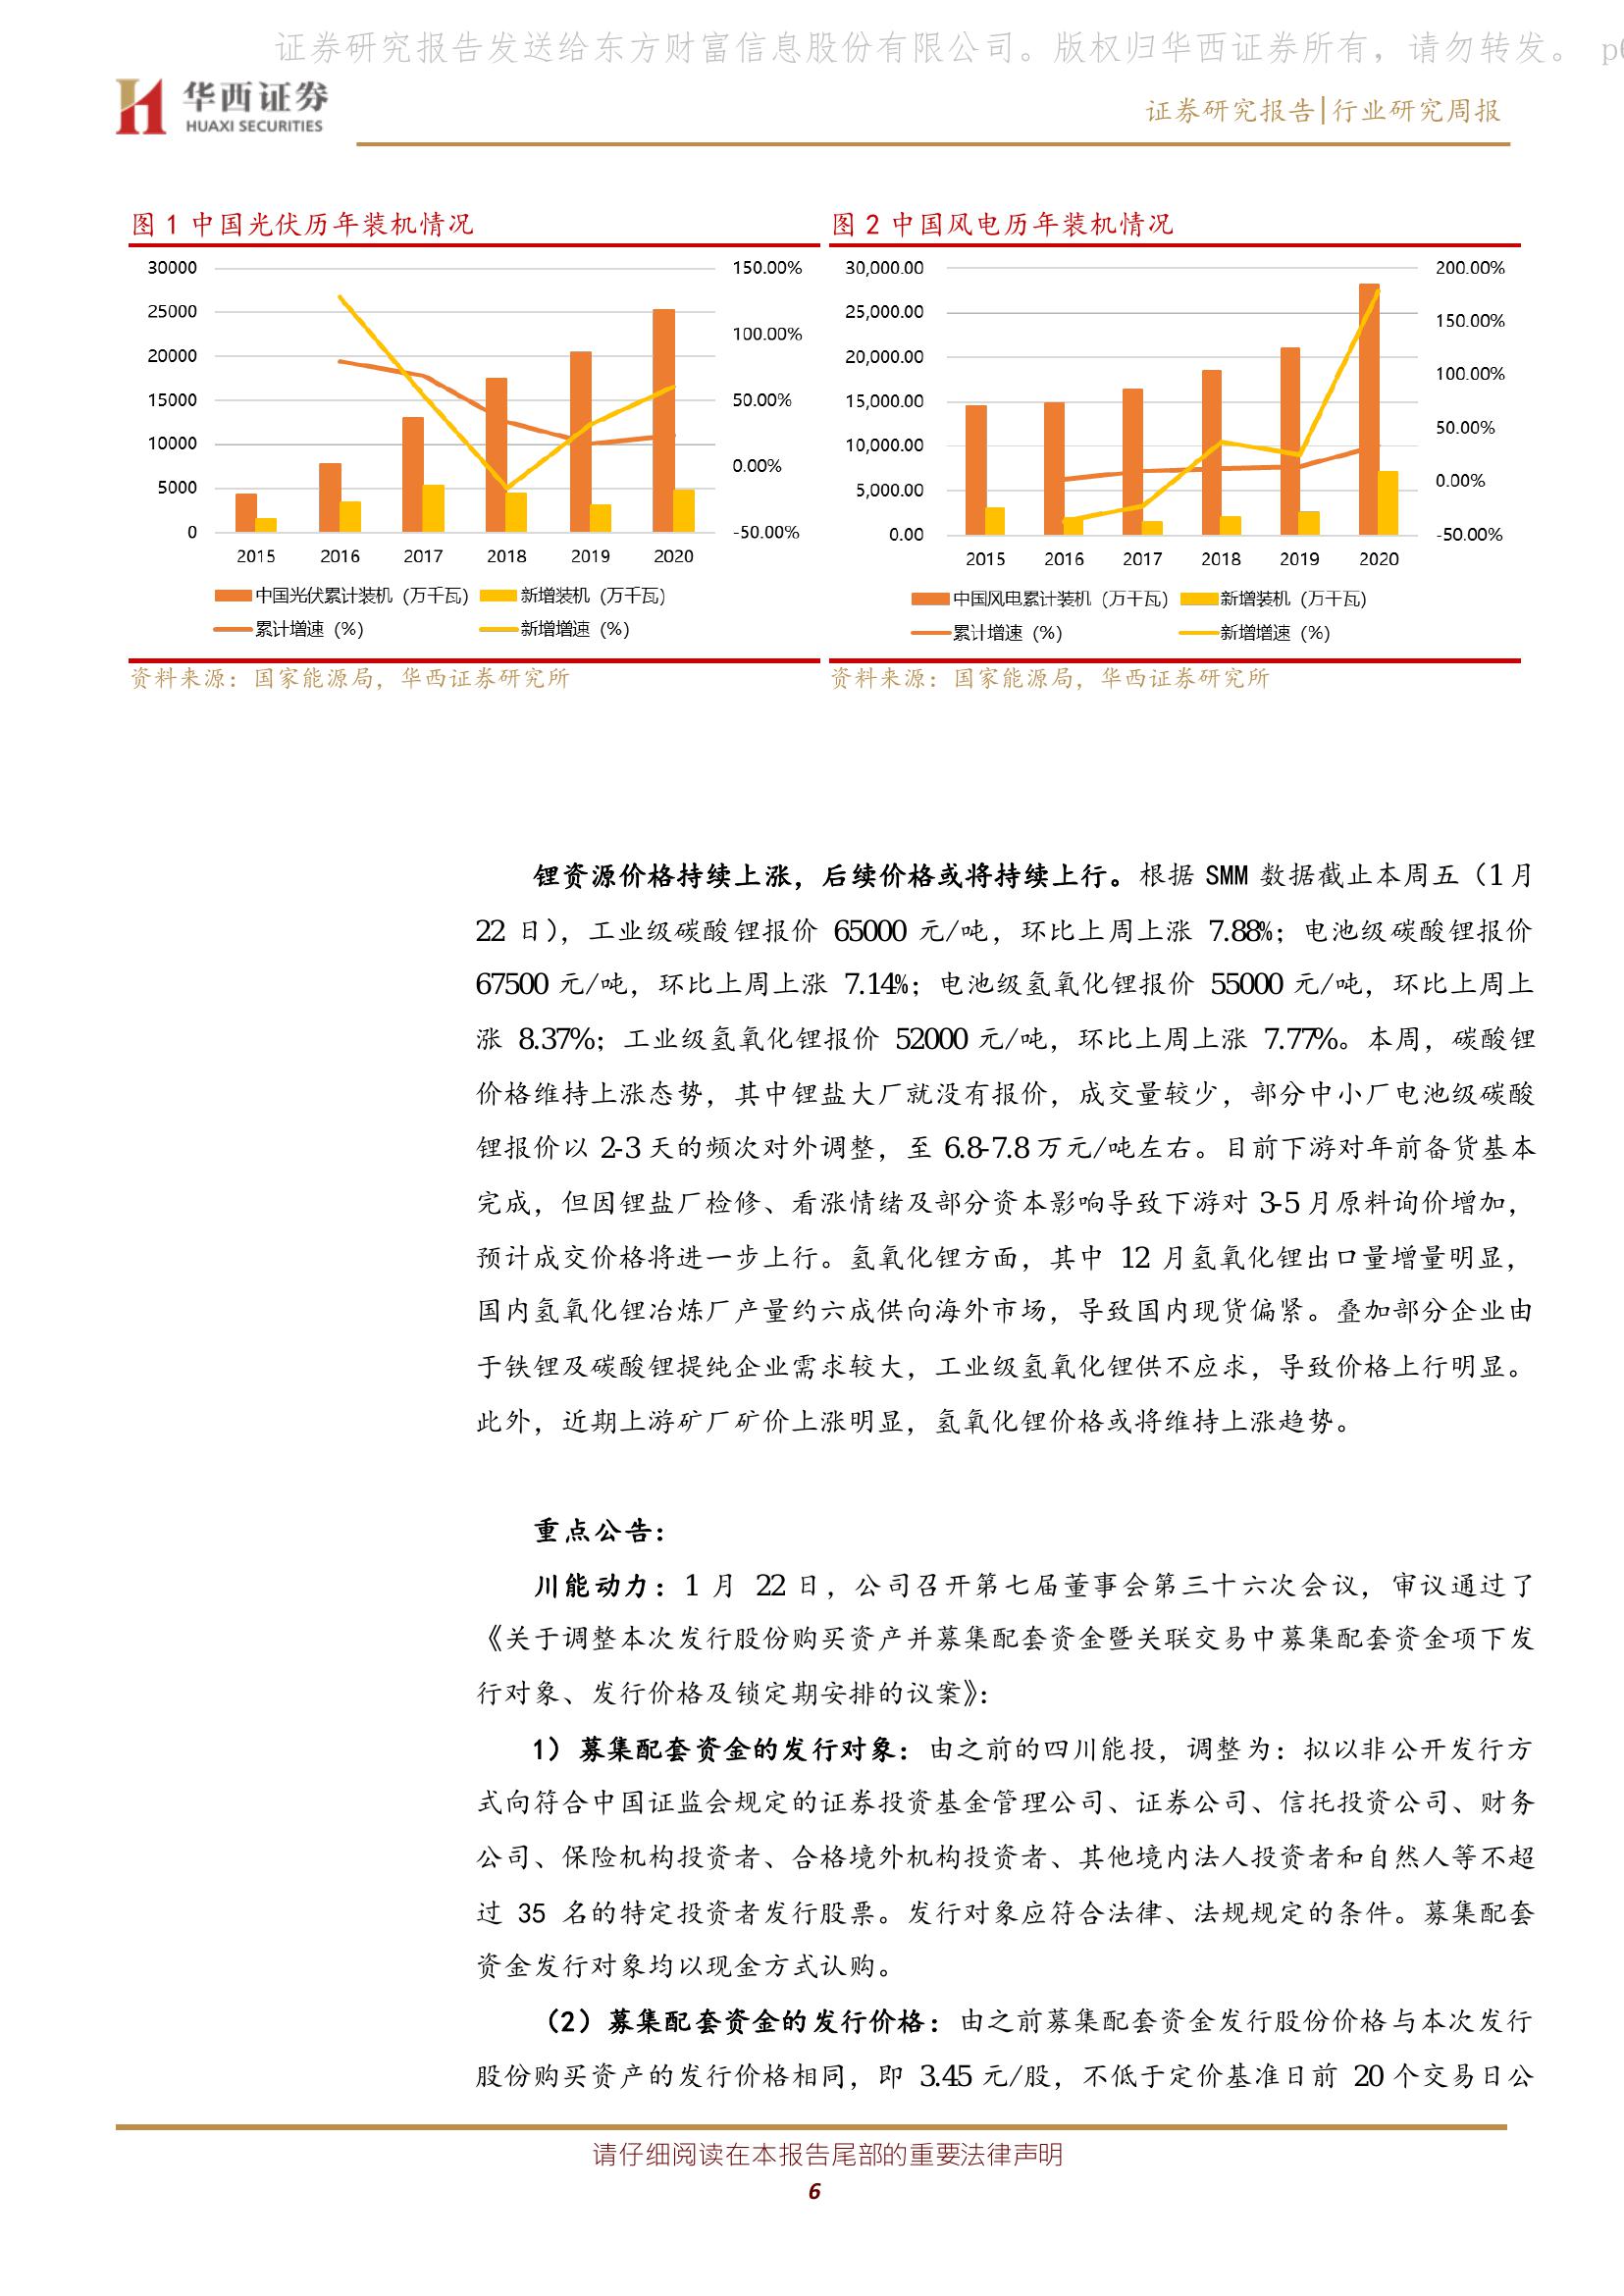 证券研究报告发送给东方财富信息股份有限公司。版权归华西证券所有，请勿转发。 p
华西证券
HUAXI SECURITIES
证券研究报告|行业研究周报
图 1 中国光伏历年装机情况
30000
25000
20000
15000
10000
5000
0
150.00%
100.00%
50.00%
0.00%
-50.00%
2015 2016 2017 2018 2019 2020
中国光伏累计装机（万千瓦） 新增装机（万千瓦）
累计增速（%） 新增增速（%）
资料来源：国家能源局，华西证券研究所
图 2 中国风电历年装机情况
30,000.00
25,000.00
20,000.00
15,000.00
10,000.00
5,000.00
0.00
200.00%
150.00%
100.00%
50.00%
0.00%
-50.00%
2015 2016 2017 2018 2019 2020
中国风电累计装机（万千瓦） 新增装机（万千瓦）
累计增速（%） 新增增速（%）
资料来源：国家能源局，华西证券研究所
锂资源价格持续上涨，后续价格或将持续上行。根据 SMM 数据截止本周五（1 月
22 日），工业级碳酸锂报价 65000 元/吨，环比上周上涨 7.88%；电池级碳酸锂报价
67500 元/吨，环比上周上涨 7.14%；电池级氢氧化锂报价 55000 元/吨，环比上周上
涨 8.37%；工业级氢氧化锂报价 52000 元/吨，环比上周上涨 7.77%。本周，碳酸锂
价格维持上涨态势，其中锂盐大厂就没有报价，成交量较少，部分中小厂电池级碳酸
锂报价以 2-3 天的频次对外调整，至 6.8-7.8 万元/吨左右。目前下游对年前备货基本
完成，但因锂盐厂检修、看涨情绪及部分资本影响导致下游对 3-5 月原料询价增加，
预计成交价格将进一步上行。氢氧化锂方面，其中 12 月氢氧化锂出口量增量明显，
国内氢氧化锂冶炼厂产量约六成供向海外市场，导致国内现货偏紧。叠加部分企业由
于铁锂及碳酸锂提纯企业需求较大，工业级氢氧化锂供不应求，导致价格上行明显。
此外，近期上游矿厂矿价上涨明显，氢氧化锂价格或将维持上涨趋势。
重点公告：
川能动力：1 月 22 日，公司召开第七届董事会第三十六次会议，审议通过了
《关于调整本次发行股份购买资产并募集配套资金暨关联交易中募集配套资金项下发
行对象、发行价格及锁定期安排的议案》：
1）募集配套资金的发行对象：由之前的四川能投，调整为：拟以非公开发行方
式向符合中国证监会规定的证券投资基金管理公司、证券公司、信托投资公司、财务
公司、保险机构投资者、合格境外机构投资者、其他境内法人投资者和自然人等不超
过 35 名的特定投资者发行股票。发行对象应符合法律、法规规定的条件。募集配套
资金发行对象均以现金方式认购。
（2）募集配套资金的发行价格：由之前募集配套资金发行股份价格与本次发行
股份购买资产的发行价格相同，即 3.45 元/股，不低于定价基准日前 20 个交易日公
请仔细阅读在本报告尾部的重要法律声明
6